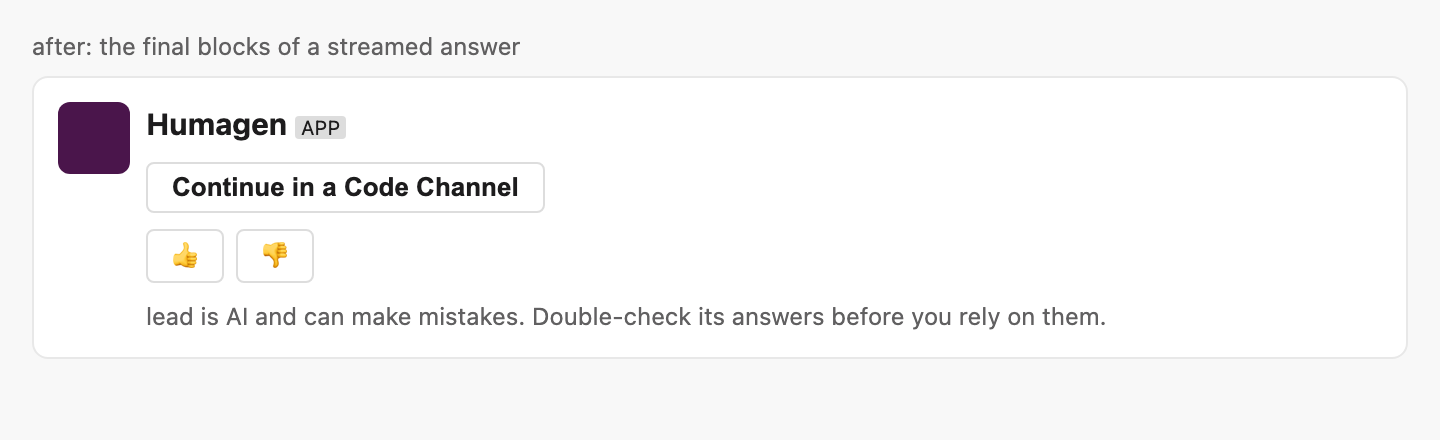 after: the final blocks of a streamed answer
Humagen APP
Continue in a Code Channel
👍 👎
lead is AI and can make mistakes. Double-check its answers before you rely on them.